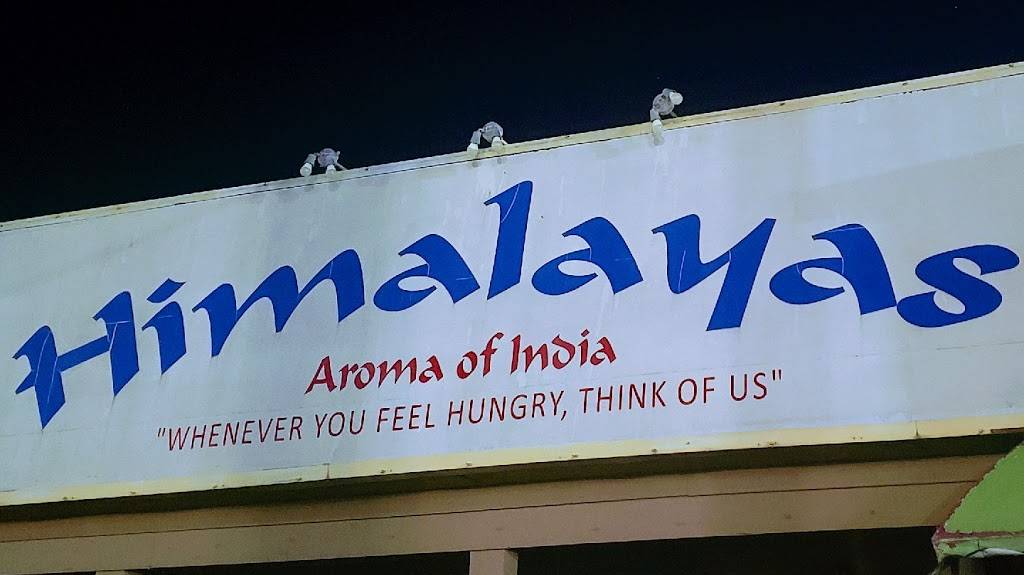 Himalayas
Aroma of India
"WHENEVER YOU FEEL HUNGRY, THINK OF US"